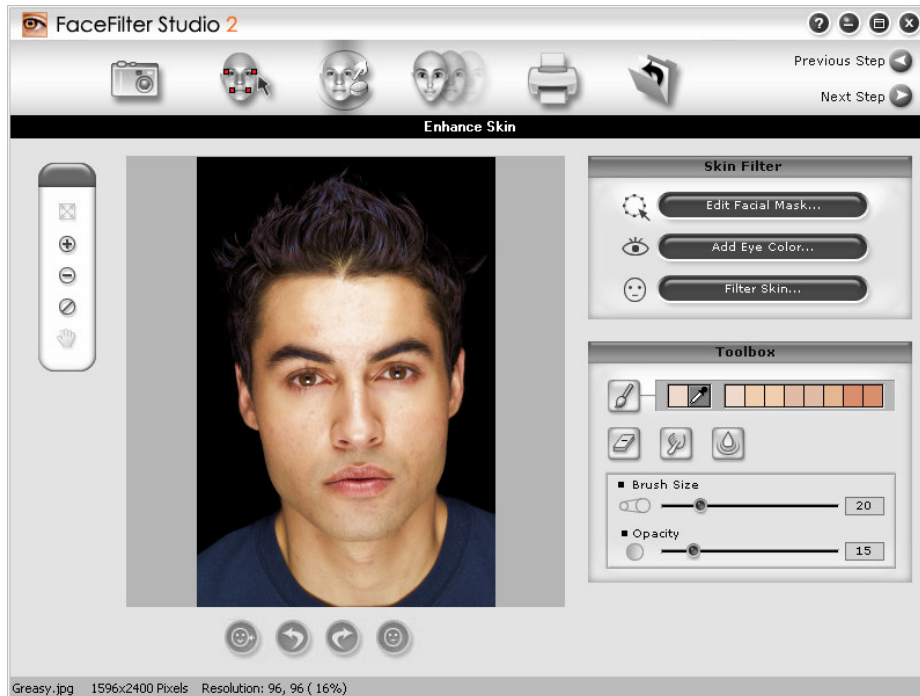 FaceFilter Studio 2
Previous Step
Next Step
Enhance Skin
Skin Filter
Edit Facial Mask...
Add Eye Color...
Filter Skin...
Toolbox
Brush Size
20
Opacity
15
Greasy.jpg 1596x2400 Pixels Resolution: 96, 96 ( 16%)